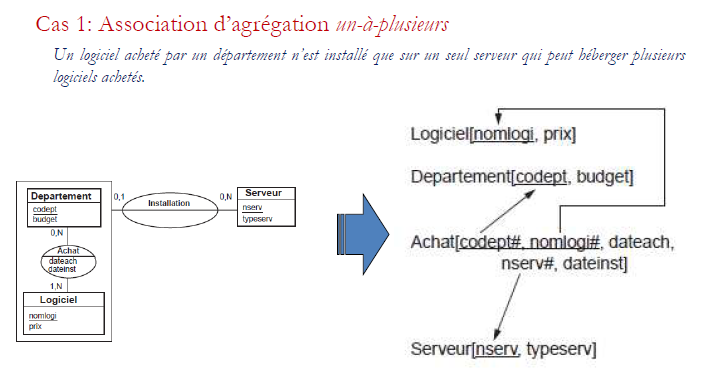 Cas 1: Association d'agrégation un-à-plusieurs
Un logiciel acheté par un département n'est installé que sur un seul serveur qui peut héberger plusieurs
logiciels achetés.
Departement
codept
budget
0,1
Installation
0,N
Serveur
nserv
typeserv
0,N
Achat
dateach
dateinst
1,N
Logiciel
nomlogi
prix
Logiciel[nomlogi, prix]
Departement[codept, budget]
Achat[codept#, nomlogi#, dateach,
nserv#, dateinst]
Serveur[nserv, typeserv]